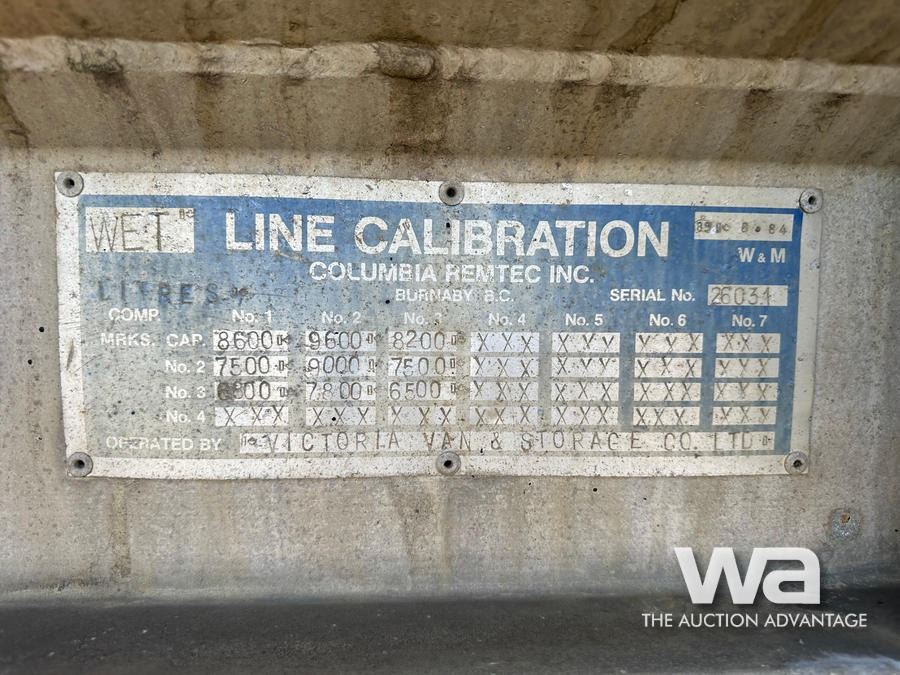 WET LINE CALIBRATION
COLUMBIA REMTEC INC. W & M
LITRES BURNABY B.C. SERIAL No. 26031
COMP. No. 1 No. 2 No. 3 No. 4 No. 5 No. 6 No. 7
MRKS. CAP. 8600 9600 8200 XXX XXX XXX XXX
No. 2 7500 9000 7500 XXX XXX XXX XXX
No. 3 6800 7800 6500 XXX XXX XXX XXX
No. 4 XXX XXX XXX XXX XXX XXX XXX
OPERATED BY VICTORIA VAN & STORAGE CO. LTD
wa
THE AUCTION ADVANTAGE